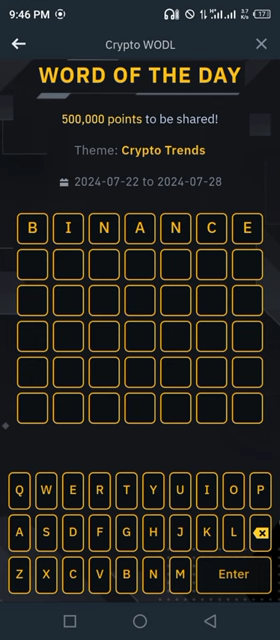 9:46 PM
Crypto WODL
WORD OF THE DAY
500,000 points to be shared!
Theme: Crypto Trends
2024-07-22 to 2024-07-28
B I N A N C E
Q W E R T Y U I O P
A S D F G H J K L
Z X C V B N M Enter